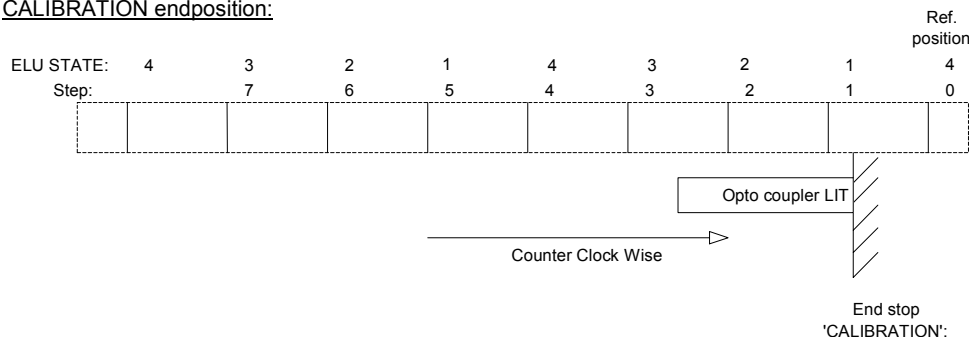 CALIBRATION endposition:
Ref.
position
ELU STATE: 4 3 2 1 4 3 2 1 4
Step: 7 6 5 4 3 2 1 0
Opto coupler LIT
Counter Clock Wise
End stop
'CALIBRATION':